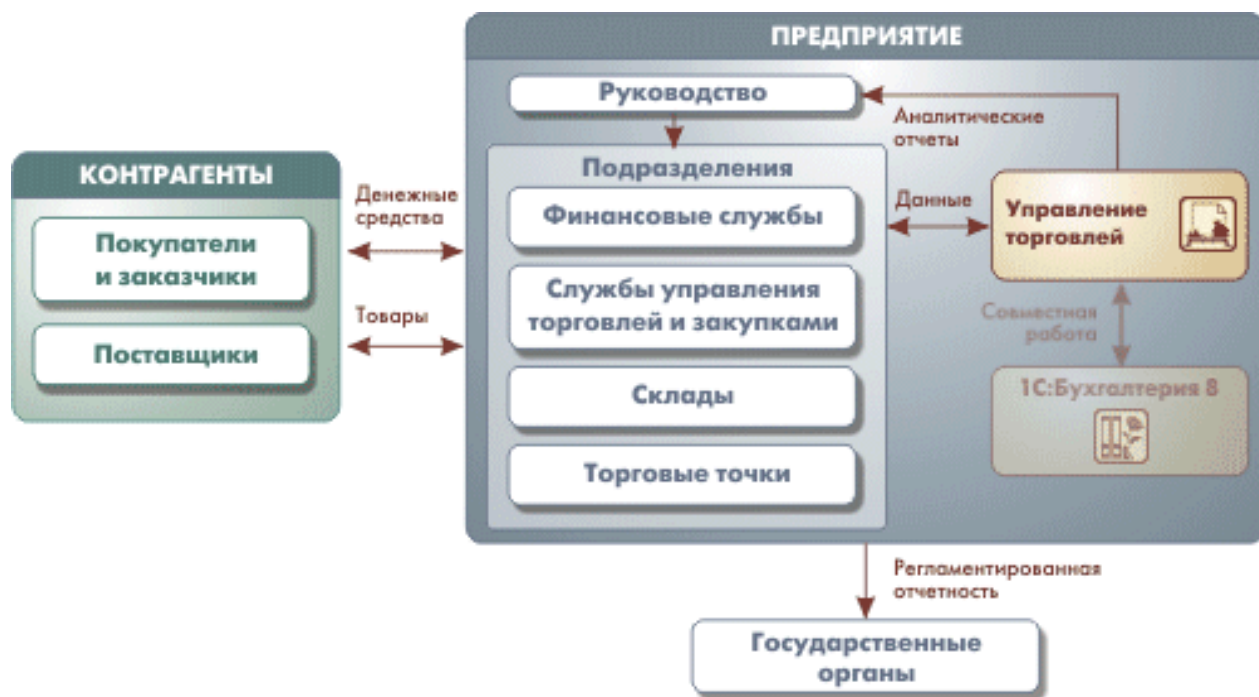 ПРЕДПРИЯТИЕ
Руководство
Аналитические
отчеты
Подразделения
Финансовые службы
Службы управления
торговлей и закупками
Склады
Торговые точки
Данные
Управление
торговлей
Совместная
работа
1С:Бухгалтерия 8
КОНТРАГЕНТЫ
Покупатели
и заказчики
Поставщики
Денежные
средства
Товары
Регламентированная
отчетность
Государственные
органы